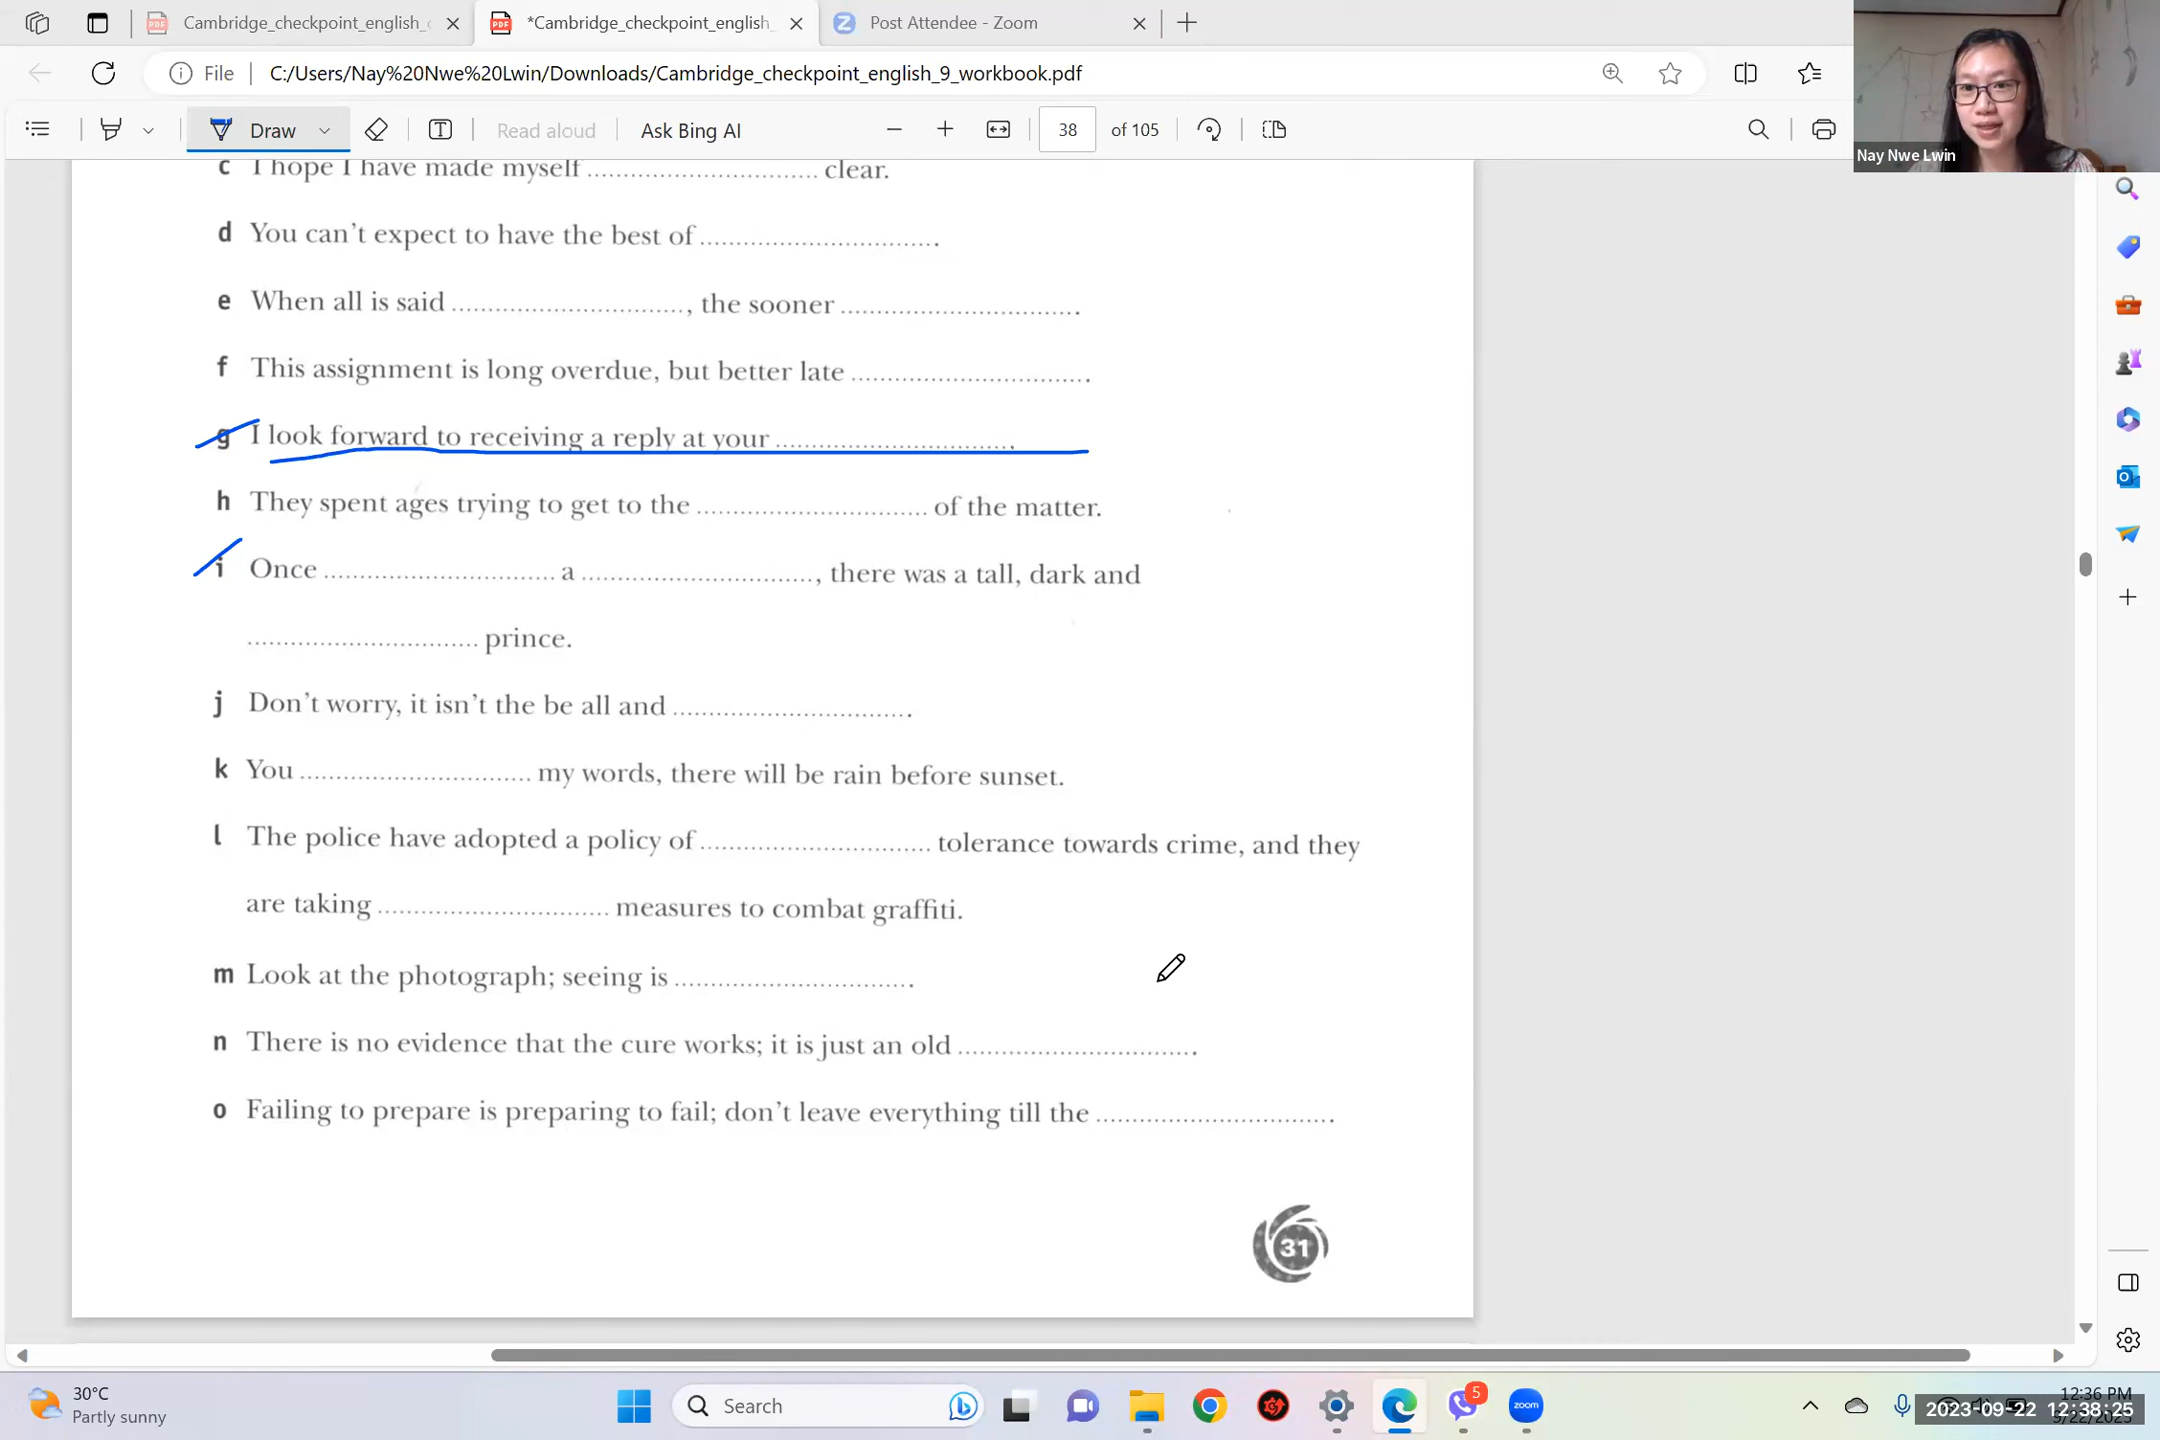 Cambridge_checkpoint_english_c
*Cambridge_checkpoint_english_
Post Attendee - Zoom
File
C:/Users/Nay%20Nwe%20Lwin/Downloads/Cambridge_checkpoint_english_9_workbook.pdf
Draw
Read aloud
Ask Bing AI
38 of 105
Nay Nwe Lwin
c I hope I have made myself .............................. clear.
d You can't expect to have the best of .............................. .
e When all is said .............................. , the sooner .............................. .
f This assignment is long overdue, but better late .............................. .
g I look forward to receiving a reply at your .............................. .
h They spent ages trying to get to the .............................. of the matter.
i Once .............................. a .............................. , there was a tall, dark and
.............................. prince.
j Don't worry, it isn't the be all and .............................. .
k You .............................. my words, there will be rain before sunset.
l The police have adopted a policy of .............................. tolerance towards crime, and they
are taking .............................. measures to combat graffiti.
m Look at the photograph; seeing is .............................. .
n There is no evidence that the cure works; it is just an old .............................. .
o Failing to prepare is preparing to fail; don't leave everything till the .............................. .
31
30°C
Partly sunny
Search
5
zoom
12:36 PM
2023-09-22 12:38:25